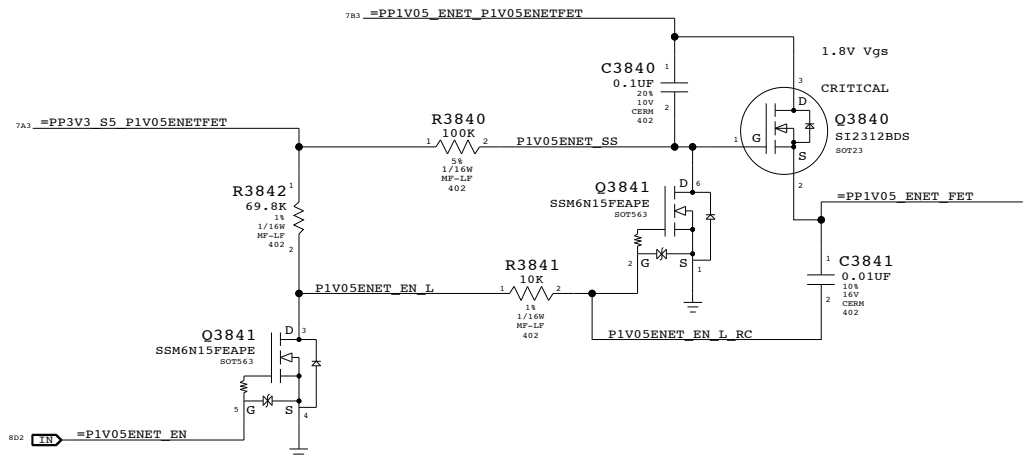 7B3 =PP1V05_ENET_P1V05ENETFET
1.8V Vgs
C3840
1
0.1UF
20%
10V
CERM
402
2
3
CRITICAL
D
Q3840
SI2312BDS
SOT23
G
1
S
2
7A3 =PP3V3_S5_P1V05ENETFET
R3840
100K
1 2
5%
1/16W
MF-LF
402
P1V05ENET_SS
Q3841
SSM6N15FEAPE
SOT563
D 6
2 G S 1
=PP1V05_ENET_FET
R3842
69.8K
1%
1/16W
MF-LF
402
1
2
C3841
0.01UF
10%
16V
CERM
402
1
2
P1V05ENET_EN_L
R3841
10K
1 2
1%
1/16W
MF-LF
402
P1V05ENET_EN_L_RC
Q3841
SSM6N15FEAPE
SOT563
D 3
5 G S 4
8D2 IN =P1V05ENET_EN